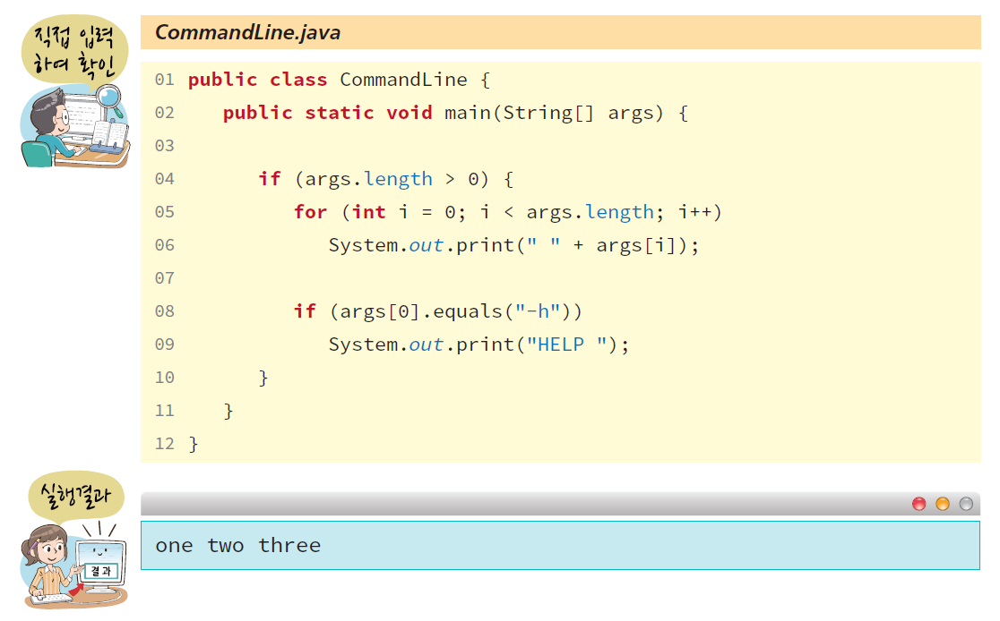 직접 입력
하여 확인
CommandLine.java
01 public class CommandLine {
02    public static void main(String[] args) {
03
04       if (args.length > 0) {
05          for (int i = 0; i < args.length; i++)
06             System.out.print(" " + args[i]);
07
08          if (args[0].equals("-h"))
09             System.out.print("HELP ");
10       }
11    }
12 }
실행결과
결과
one two three